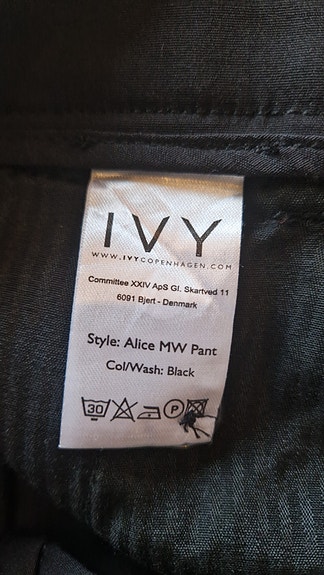 IVY
WWW.IVYCOPENHAGEN.COM
Committee XXIV ApS Gl. Skartved 11
6091 Bjert - Denmark
Style: Alice MW Pant
Col/Wash: Black
30 P